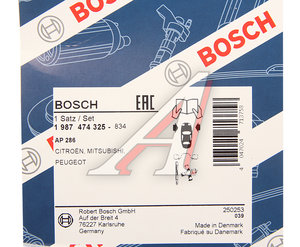 BOSCH
BOSCH
EAC
1 Satz / Set
1 987 474 325 - 834
AP 286
CITROËN, MITSUBISHI,
PEUGEOT
Robert Bosch GmbH
Auf der Breit 4
76227 Karlsruhe
Germany
250253
039
Made in Denmark
Fabriqué au Danemark